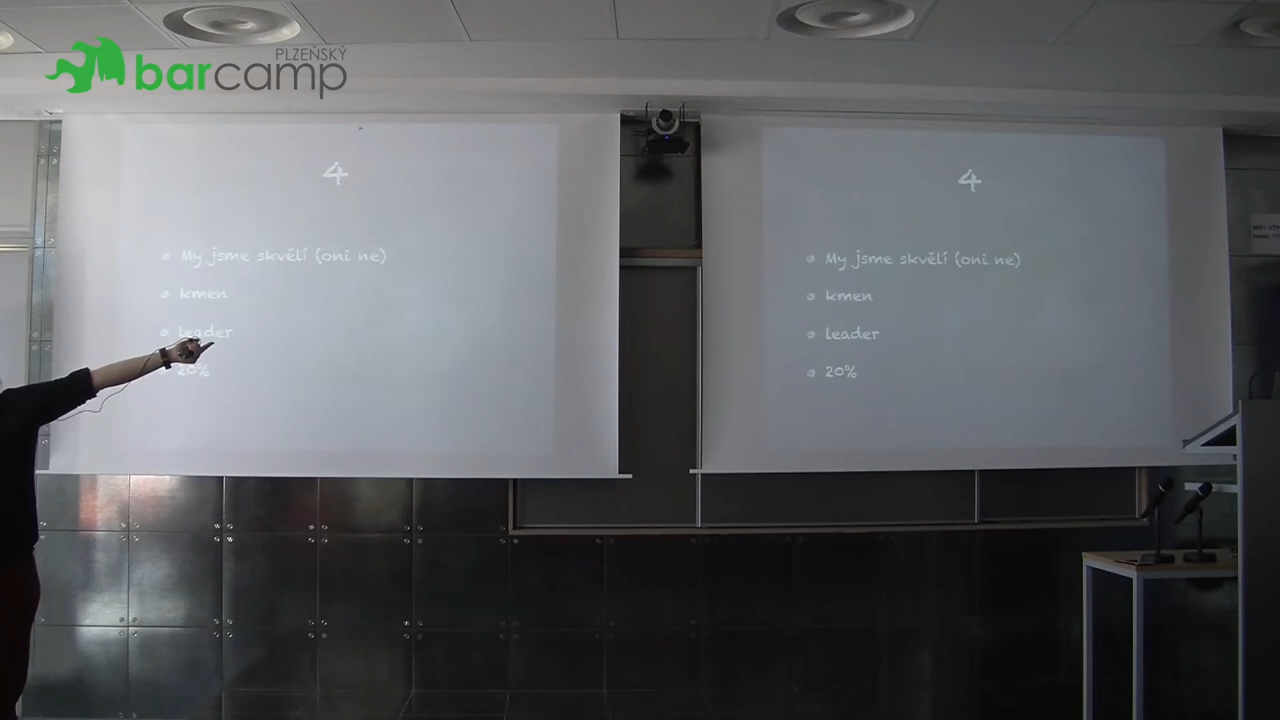 PLZEŇSKÝ
barcamp
4
My jsme skvělí (oni ne)
kmen
leader
20%
4
My jsme skvělí (oni ne)
kmen
leader
20%